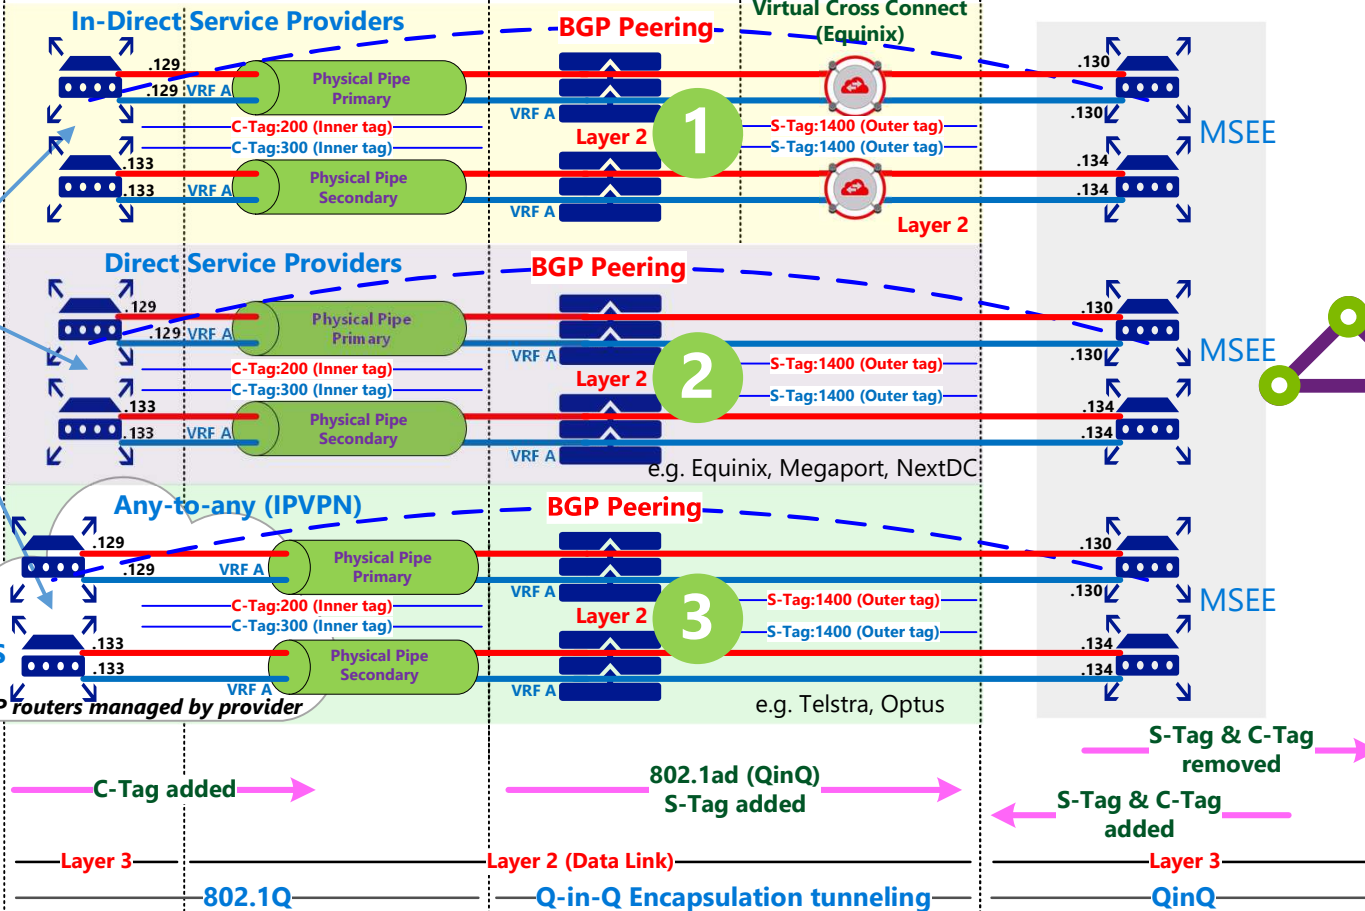 Virtual Cross Connect
(Equinix)
In-Direct Service Providers
BGP Peering
.129
.129
VRF A
Physical Pipe
Primary
VRF A
.130
.130
C-Tag:200 (Inner tag)
C-Tag:300 (Inner tag)
Layer 2
1
S-Tag:1400 (Outer tag)
S-Tag:1400 (Outer tag)
MSEE
.133
.133
VRF A
Physical Pipe
Secondary
VRF A
.134
.134
Layer 2
Direct Service Providers
BGP Peering
.129
.129
VRF A
Physical Pipe
Primary
VRF A
.130
.130
C-Tag:200 (Inner tag)
C-Tag:300 (Inner tag)
Layer 2
2
S-Tag:1400 (Outer tag)
S-Tag:1400 (Outer tag)
MSEE
.133
.133
VRF A
Physical Pipe
Secondary
VRF A
.134
.134
e.g. Equinix, Megaport, NextDC
Any-to-any (IPVPN)
BGP Peering
.129
.129
VRF A
Physical Pipe
Primary
VRF A
.130
.130
C-Tag:200 (Inner tag)
C-Tag:300 (Inner tag)
Layer 2
3
S-Tag:1400 (Outer tag)
S-Tag:1400 (Outer tag)
MSEE
s
.133
.133
VRF A
Physical Pipe
Secondary
VRF A
.134
.134
P routers managed by provider
e.g. Telstra, Optus
C-Tag added
802.1ad (QinQ)
S-Tag added
S-Tag & C-Tag
removed
S-Tag & C-Tag
added
Layer 3
Layer 2 (Data Link)
Layer 3
802.1Q
Q-in-Q Encapsulation tunneling
QinQ